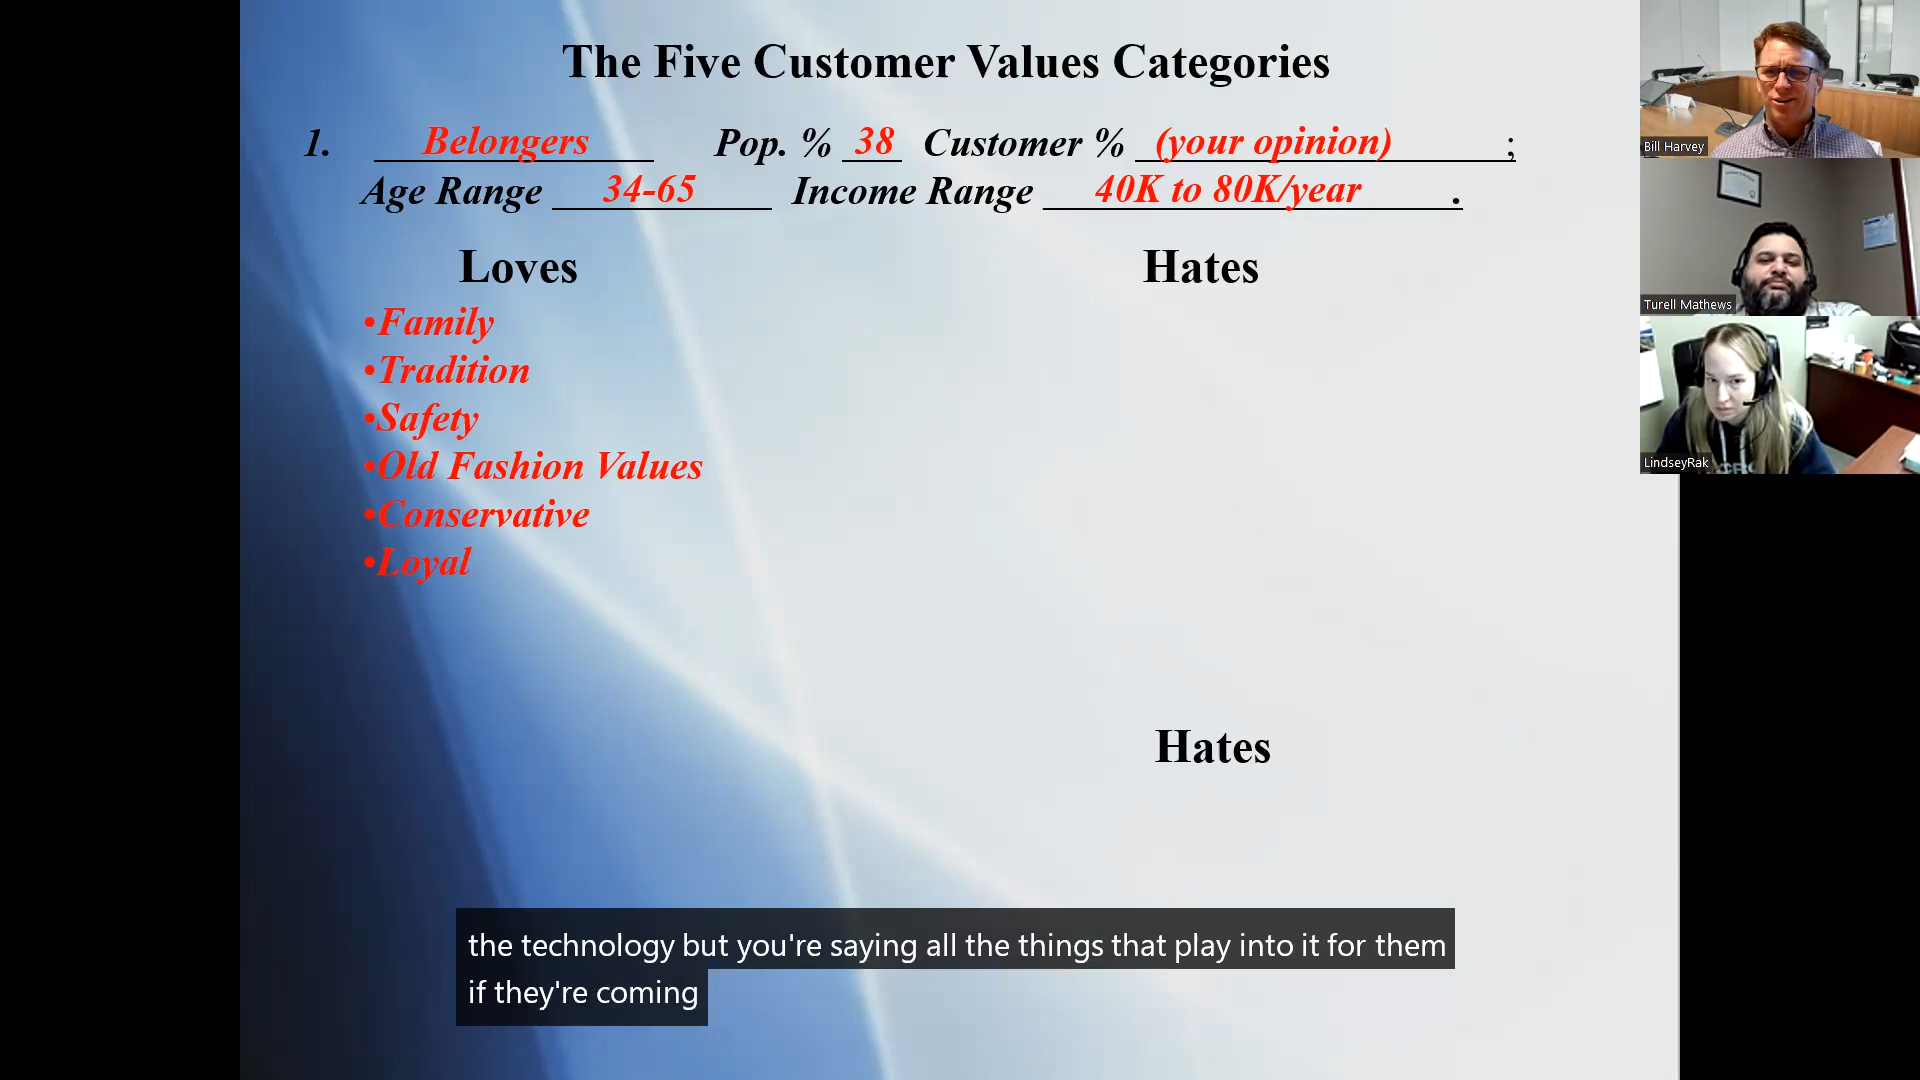 The Five Customer Values Categories
1. Belongers Pop. % 38 Customer % (your opinion) ;
Age Range 34-65 Income Range 40K to 80K/year .
Loves
Hates
•Family
•Tradition
•Safety
•Old Fashion Values
•Conservative
•Loyal
Hates
the technology but you're saying all the things that play into it for them
if they're coming
Bill Harvey
Turell Mathews
LindseyRak